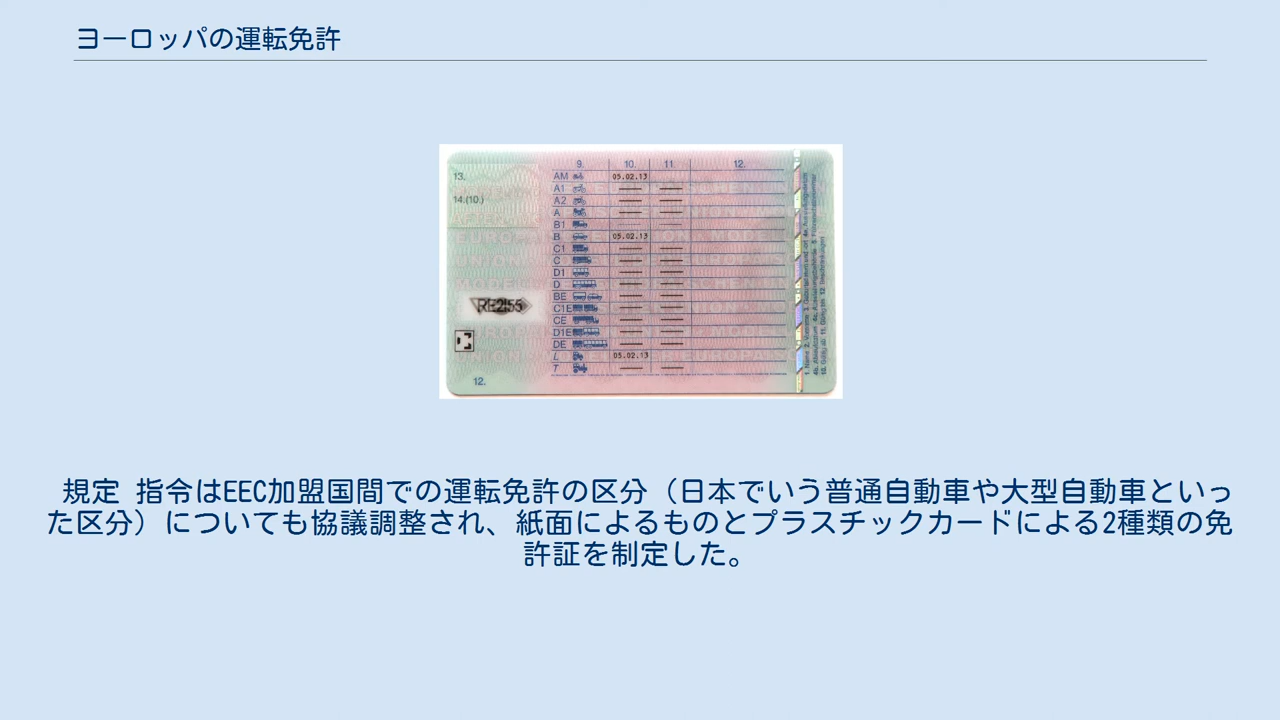 ヨーロッパの運転免許
9. 10. 11. 12.
13.
14.(10.)
AM 05.02.13
A1
A2
A
B1
B 05.02.13
C1
C
D1
D
BE
C1E
CE
D1E
DE
L 05.02.13
T
RE2I55
12.
規定 指令はEEC加盟国間での運転免許の区分（日本でいう普通自動車や大型自動車といっ
た区分）についても協議調整され、紙面によるものとプラスチックカードによる2種類の免
許証を制定した。